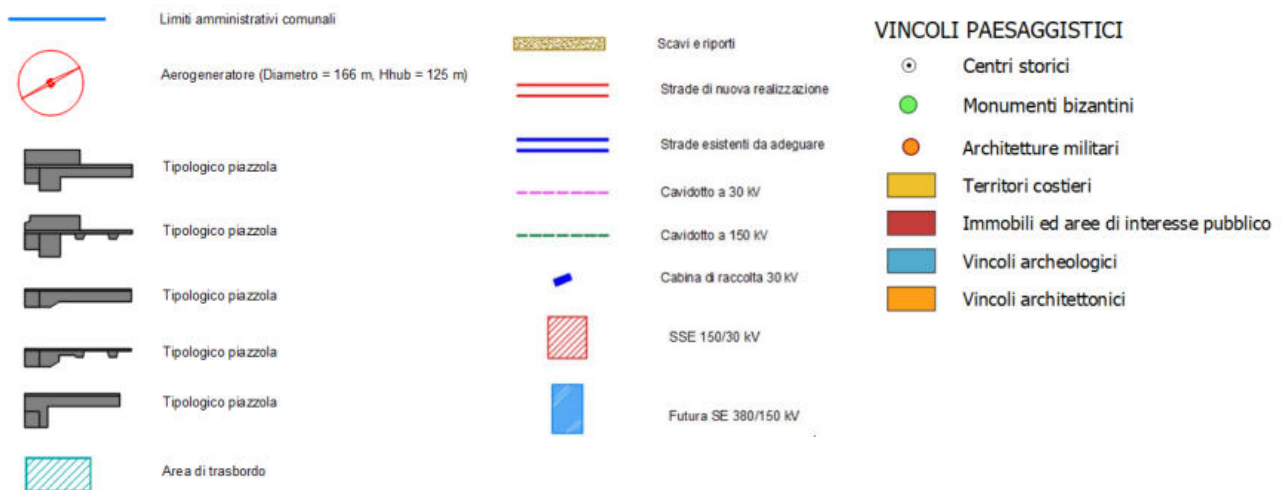 Limiti amministrativi comunali
Aerogeneratore (Diametro = 166 m, Hhub = 125 m)
Tipologico piazzola
Tipologico piazzola
Tipologico piazzola
Tipologico piazzola
Tipologico piazzola
Area di trasbordo
Scavi e riporti
Strade di nuova realizzazione
Strade esistenti da adeguare
Cavidotto a 30 kV
Cavidotto a 150 kV
Cabina di raccolta 30 kV
SSE 150/30 kV
Futura SE 380/150 kV
VINCOLI PAESAGGISTICI
Centri storici
Monumenti bizantini
Architetture militari
Territori costieri
Immobili ed aree di interesse pubblico
Vincoli archeologici
Vincoli architettonici